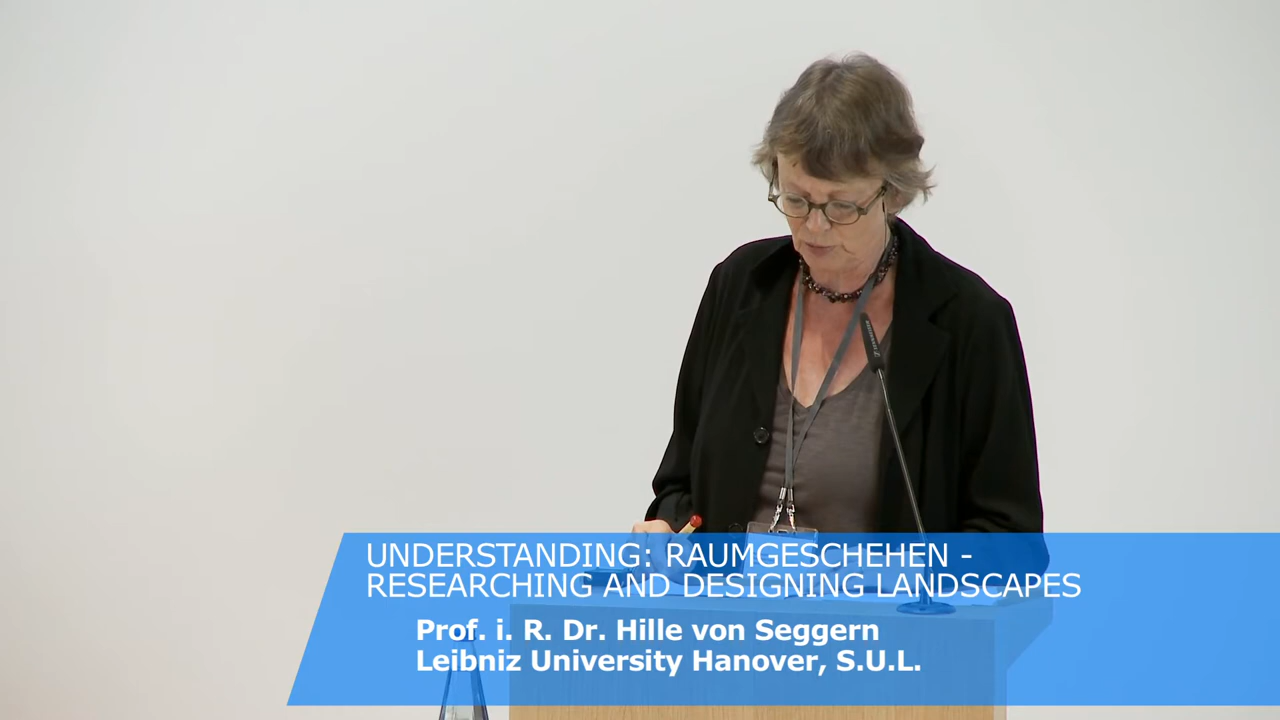 UNDERSTANDING: RAUMGESCHEHEN -
RESEARCHING AND DESIGNING LANDSCAPES
Prof. i. R. Dr. Hille von Seggern
Leibniz University Hanover, S.U.L.